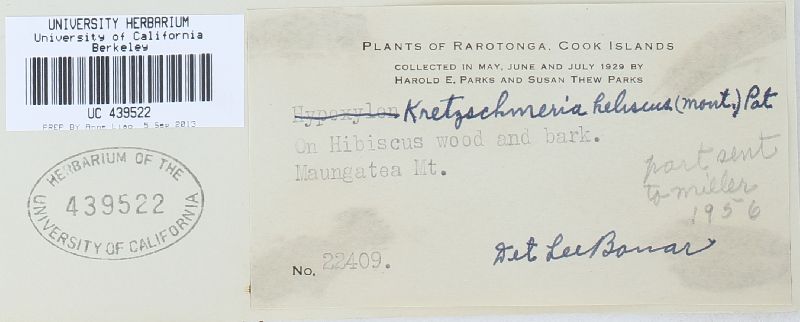 UNIVERSITY HERBARIUM
University of California
Berkeley
UC 439522
PREP BY Anne Liao 5 Sep 2013
HERBARIUM OF THE
439522
UNIVERSITY OF CALIFORNIA
PLANTS OF RAROTONGA, COOK ISLANDS
COLLECTED IN MAY, JUNE AND JULY 1929 BY
HAROLD E. PARKS AND SUSAN THEW PARKS
Hypoxylon Kretzschmeria heliscus (Mont.) Pat
On Hibiscus wood and bark.
Maungatea Mt.
part sent
to Miller
1956
Det Lee Bonar
No. 22409.